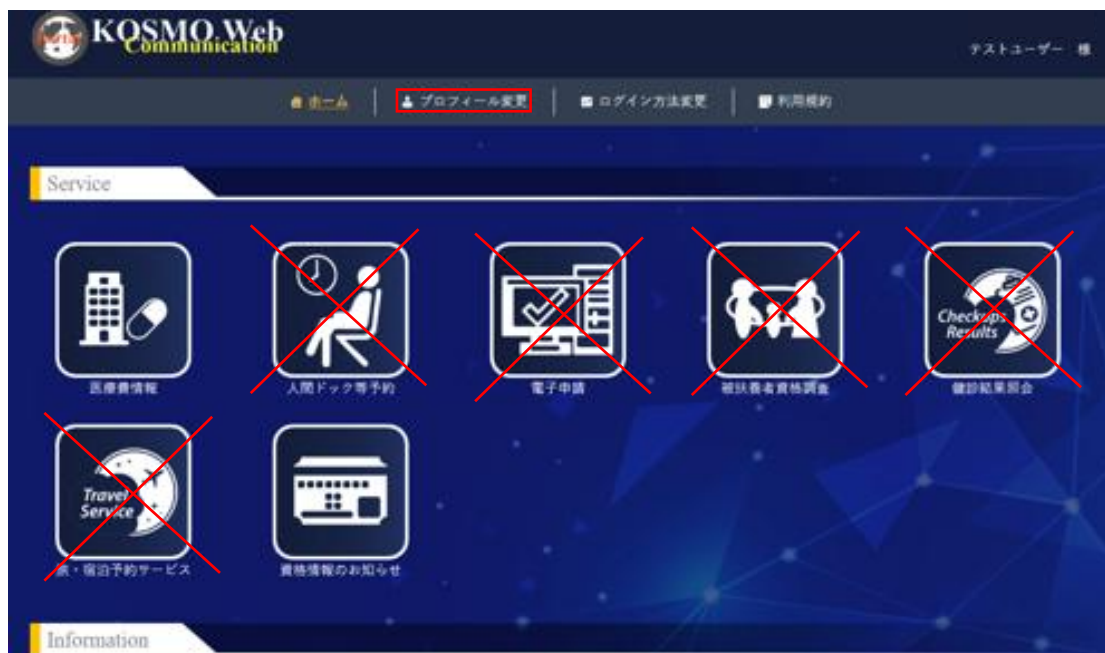 KOSMO Web
Communication
テストユーザー 様
ホーム
プロフィール変更
ログイン方法変更
利用規約
Service
医療費情報
人間ドック等予約
電子申請
被扶養者資格調査
Checkups
Results
健診結果照会
Travel
Service
旅・宿泊予約サービス
資格情報のお知らせ
Information